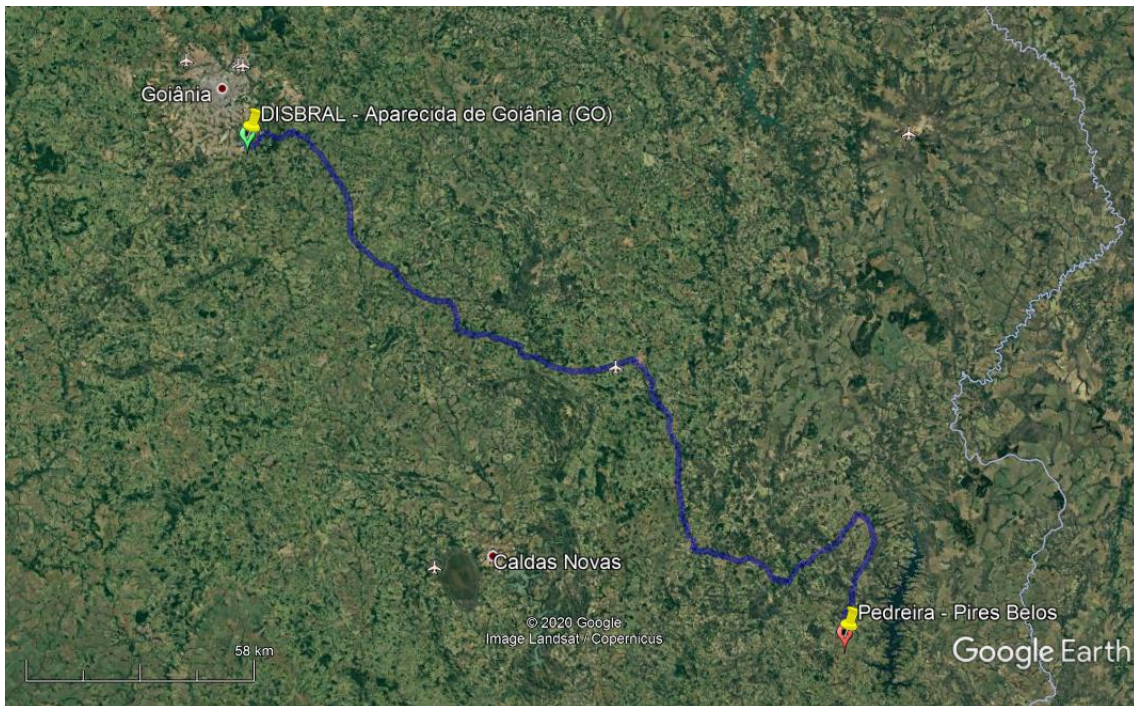 Goiânia
DISBRAL - Aparecida de Goiânia (GO)
Caldas Novas
Pedreira - Pires Belos
© 2020 Google
Image Landsat / Copernicus
58 km
Google Earth